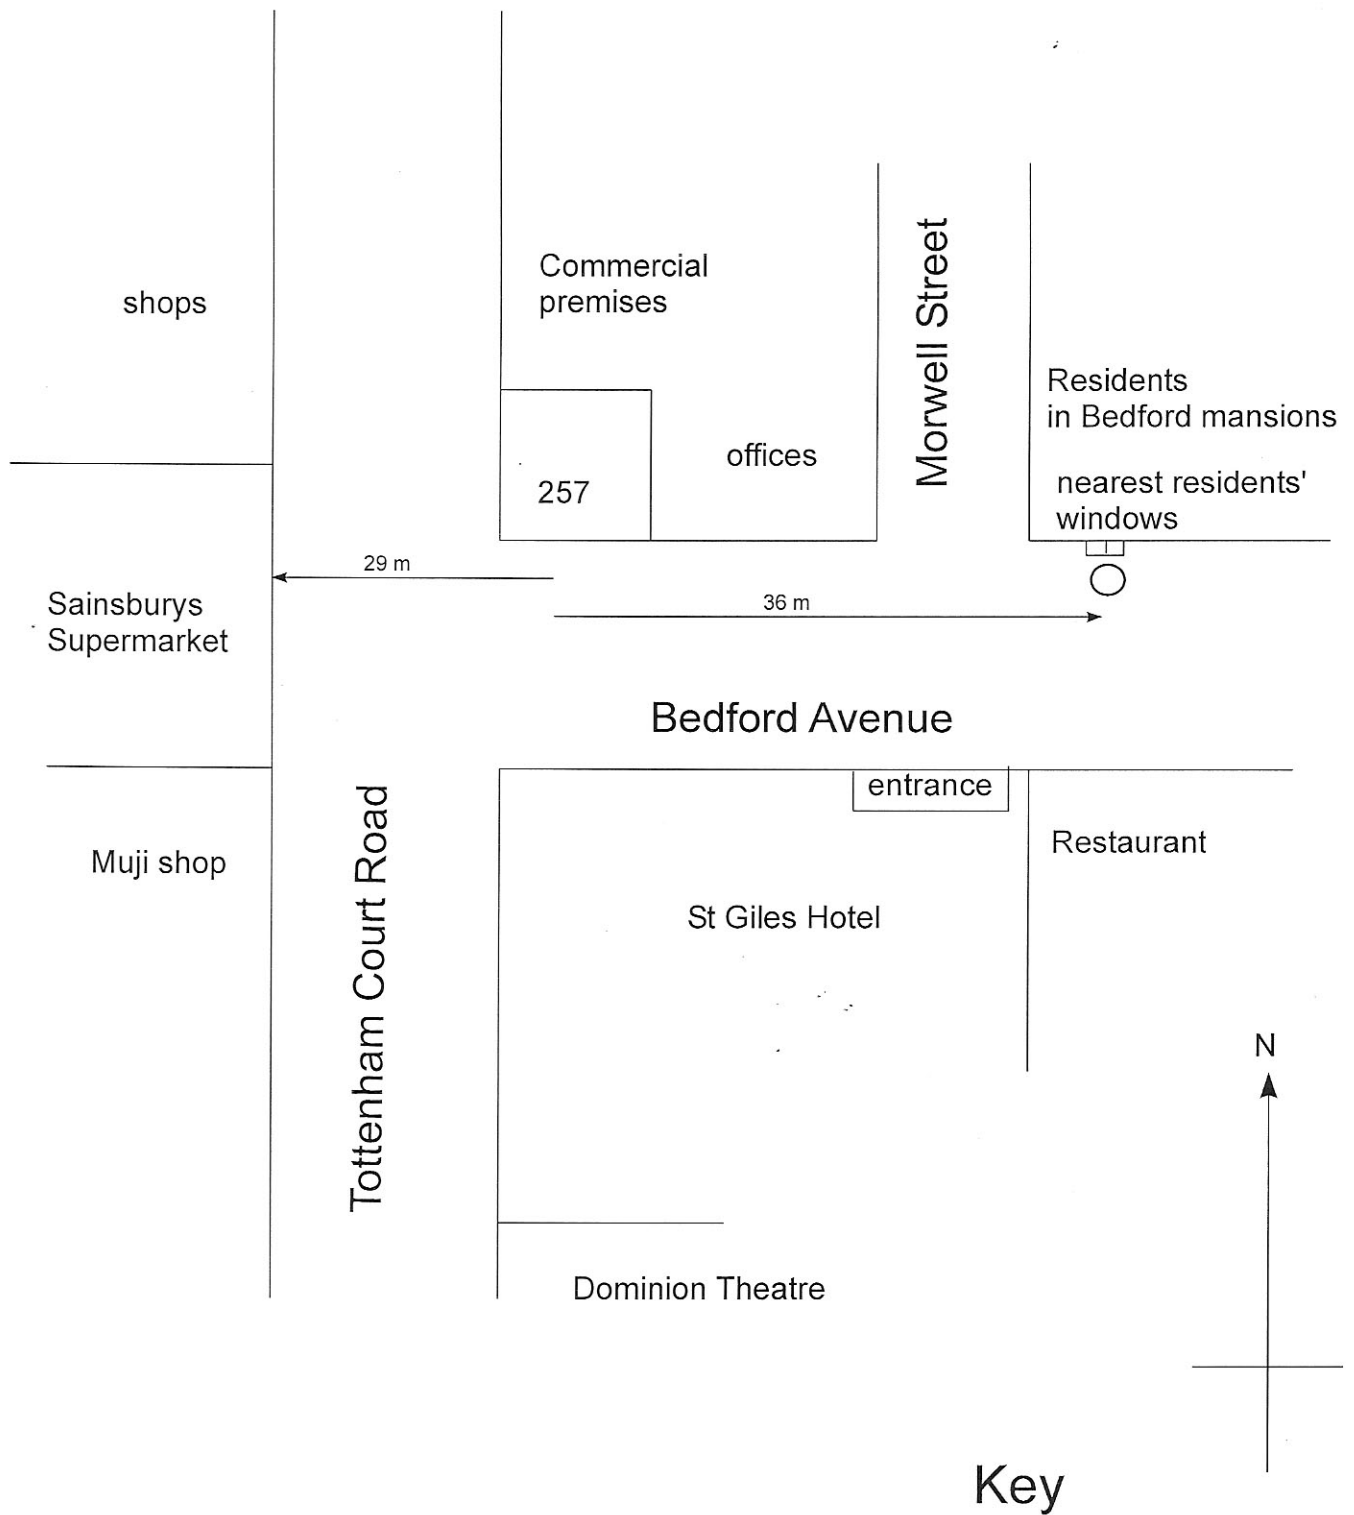 Commercial
premises
shops
Morwell Street
Residents
in Bedford mansions
offices
257
nearest residents'
windows
29 m
36 m
Sainsburys
Supermarket
Bedford Avenue
entrance
Muji shop
Tottenham Court Road
Restaurant
St Giles Hotel
N
Dominion Theatre
Key